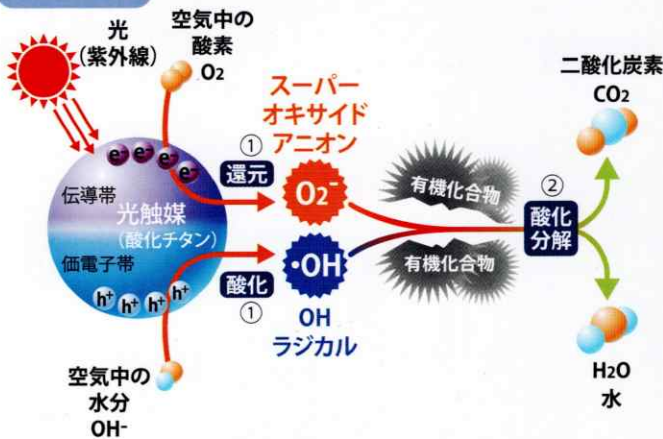 光
(紫外線)
空気中の
酸素
O2
スーパー
オキサイド
アニオン
二酸化炭素
CO2
e- e- e- e-
①
還元
O2-
有機化合物
②
酸化
分解
伝導帯
光触媒
(酸化チタン)
価電子帯
h+ h+ h+ h+
酸化
①
・OH
有機化合物
OH
ラジカル
空気中の
水分
OH-
H2O
水